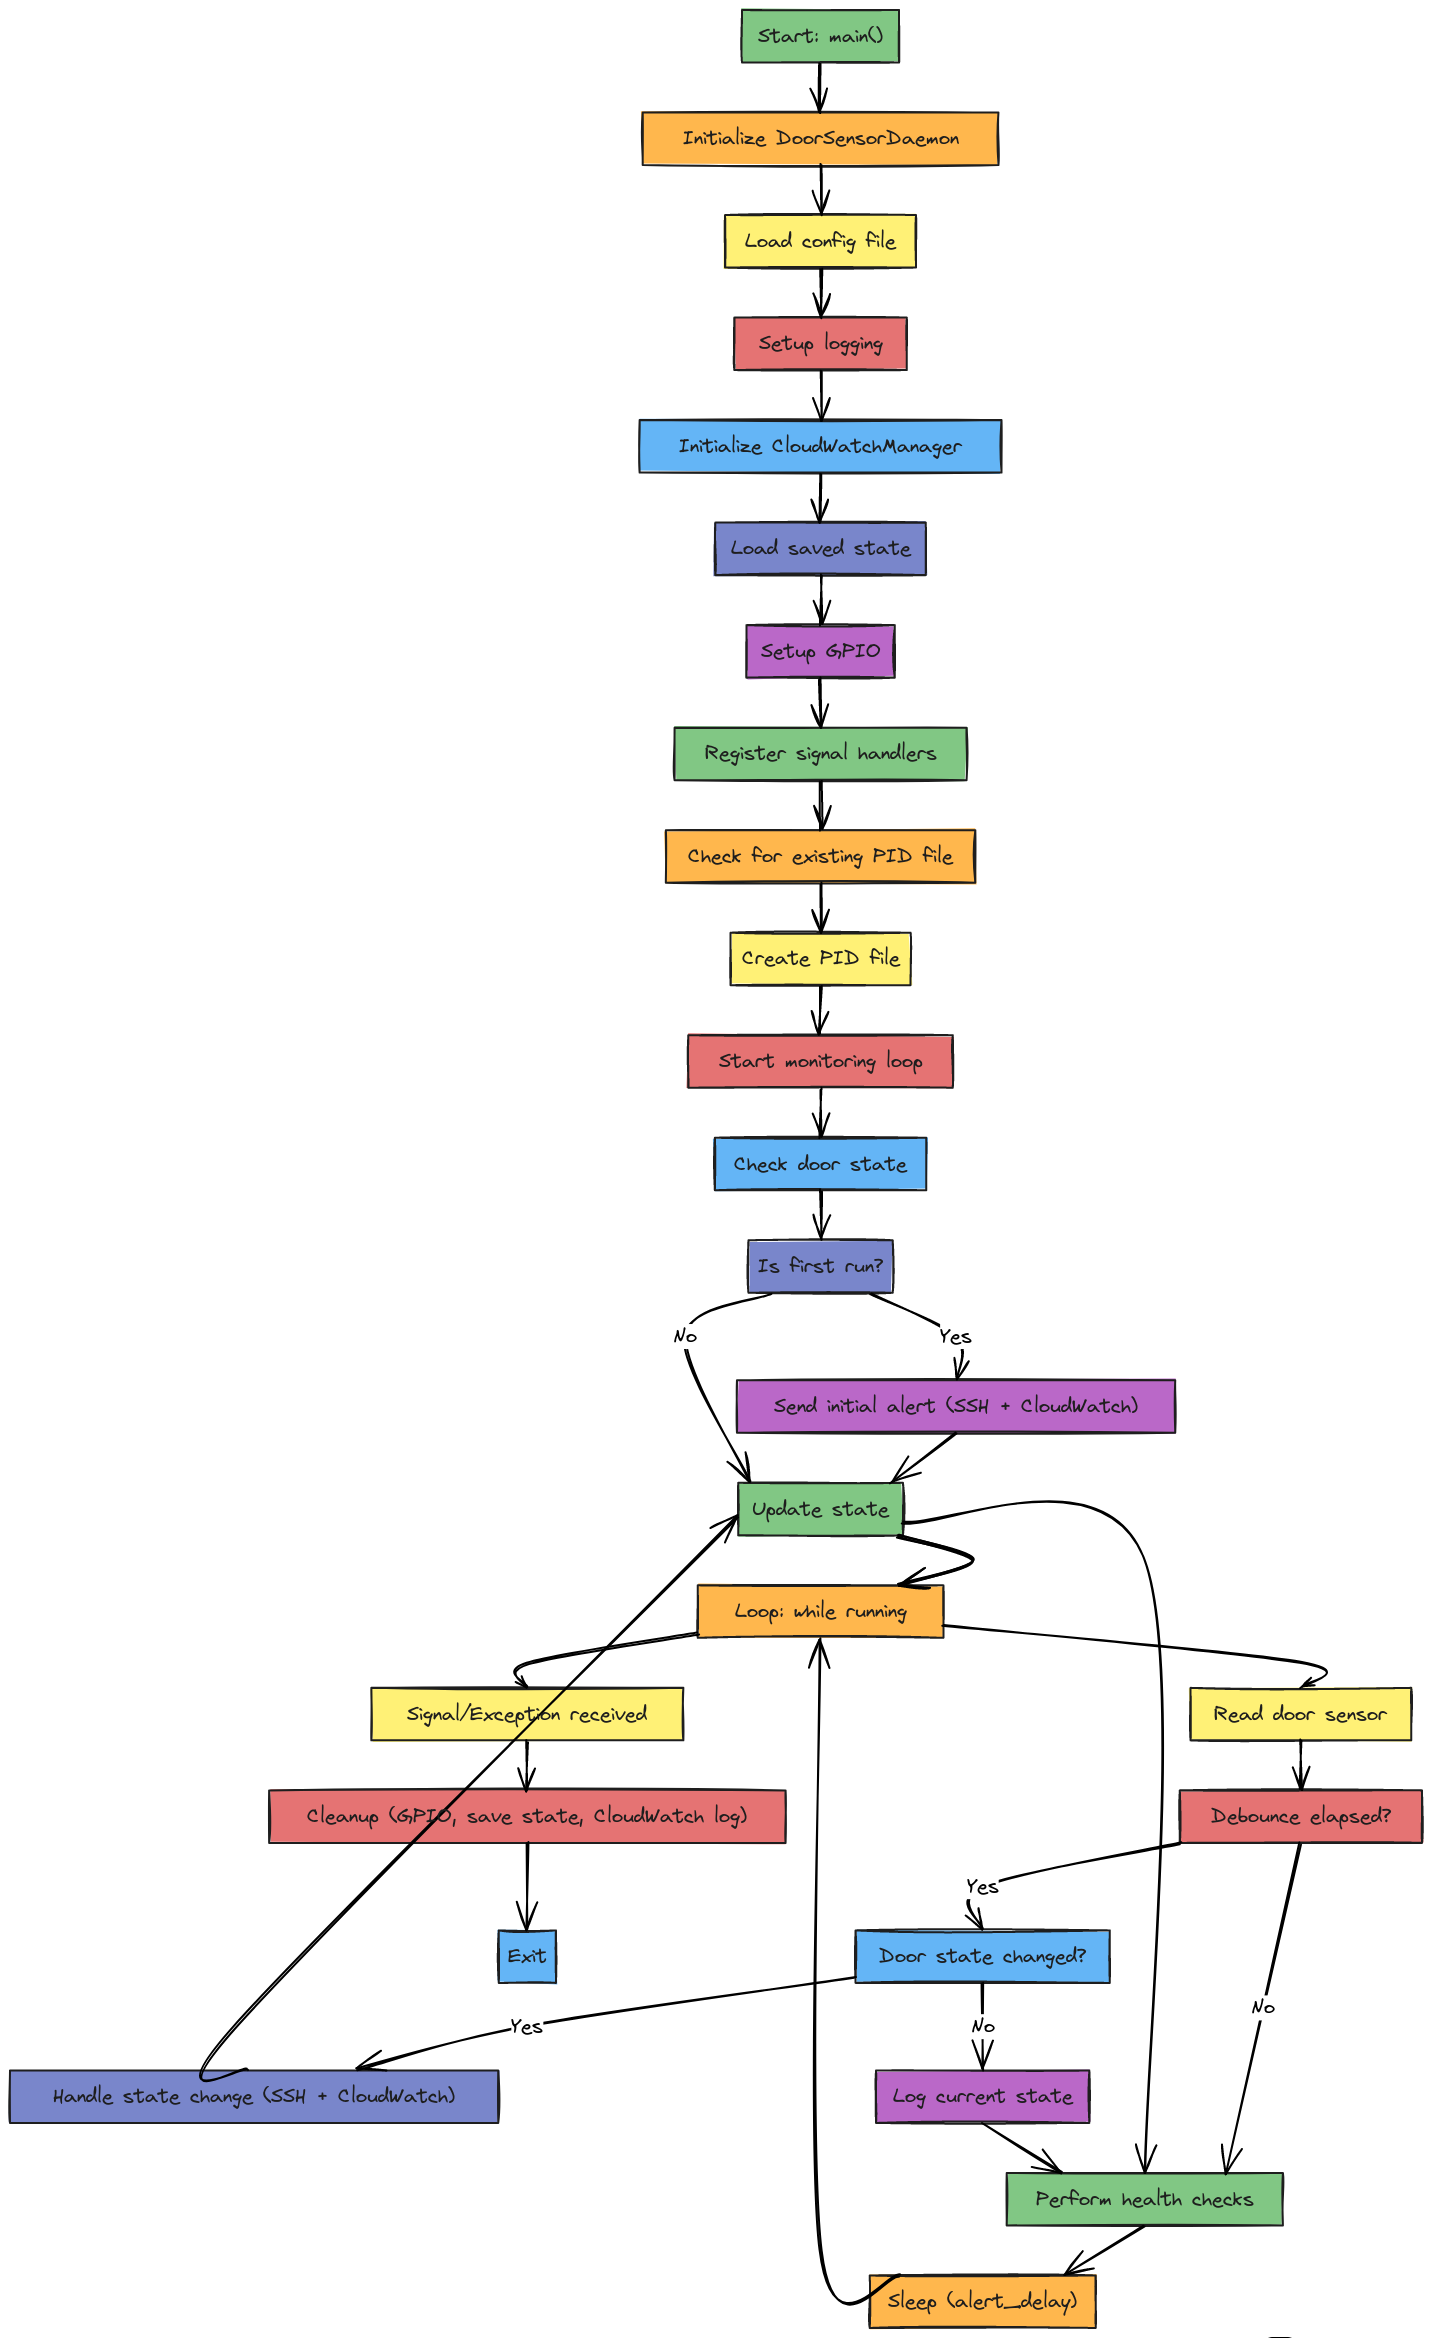 Start: main()
Initialize DoorSensorDaemon
Load config file
Setup logging
Initialize CloudWatchManager
Load saved state
Setup GPIO
Register signal handlers
Check for existing PID file
Create PID file
Start monitoring loop
Check door state
Is first run?
No
Yes
Send initial alert (SSH + CloudWatch)
Update state
Loop: while running
Signal/Exception received
Read door sensor
Cleanup (GPIO, save state, CloudWatch log)
Debounce elapsed?
Yes
Exit
Door state changed?
No
Yes
No
Handle state change (SSH + CloudWatch)
Log current state
Perform health checks
Sleep (alert_delay)